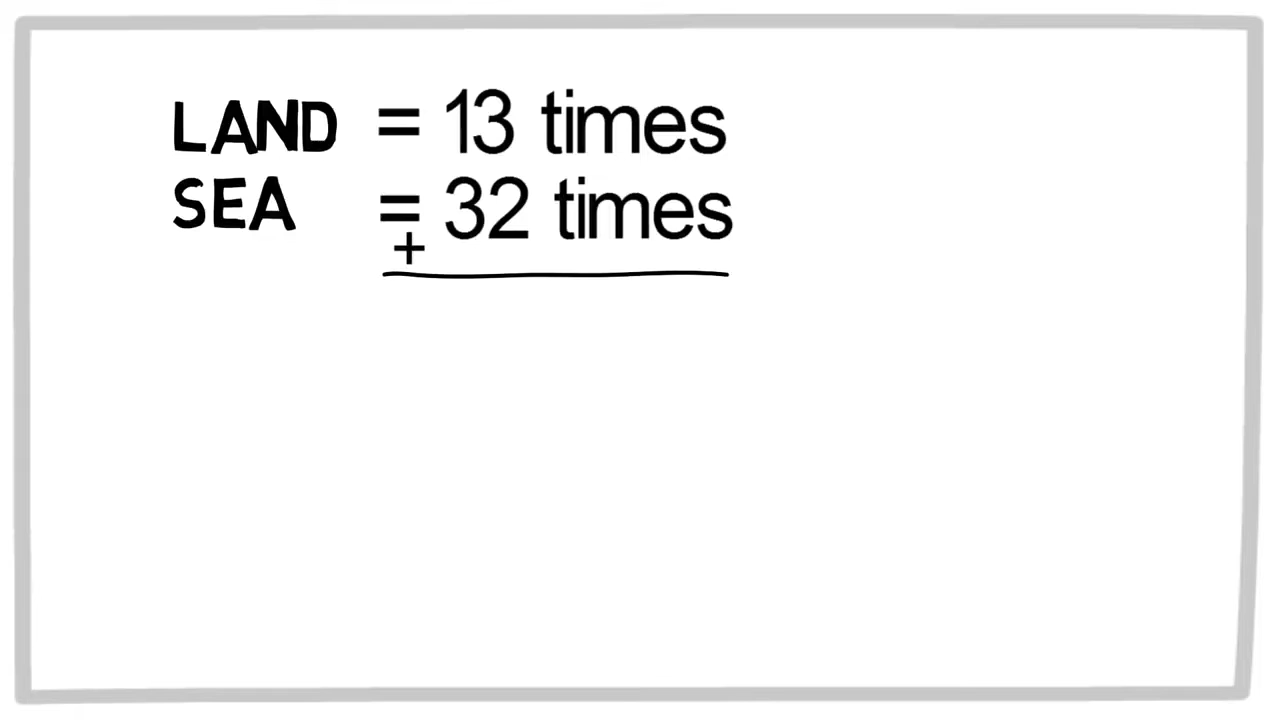 LAND = 13 times
SEA = 32 times
+